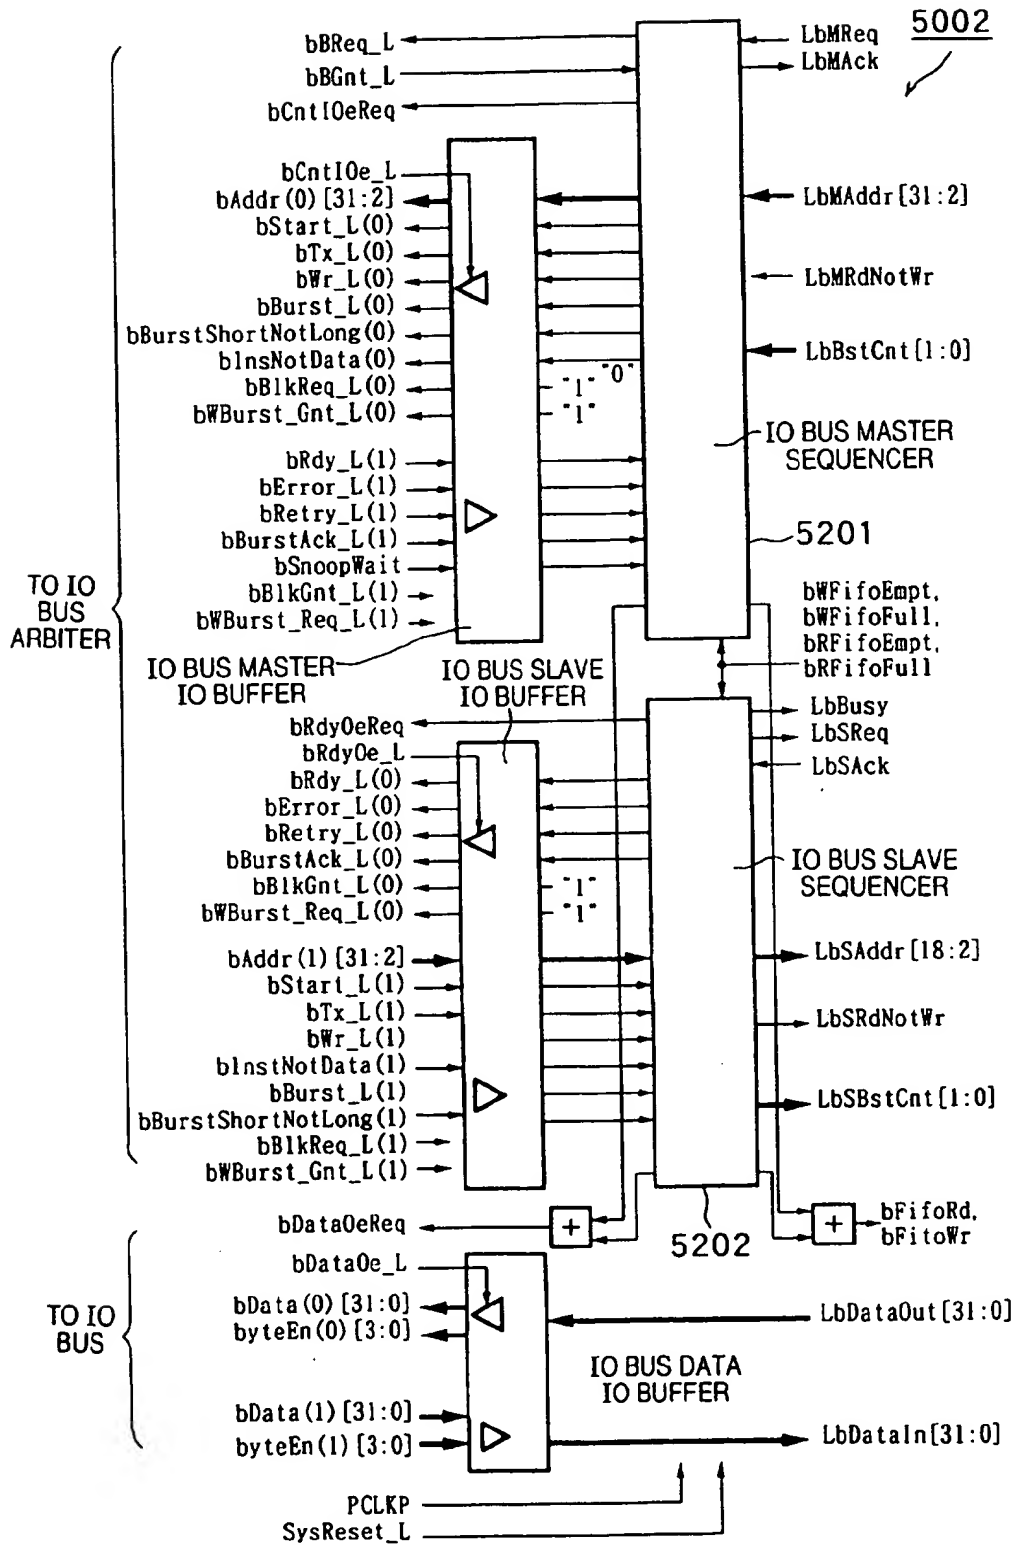 5002
bBReq_L
LbMReq
bBGnt_L
LbMAck
bCntIOeReq
bCntIOe_L
bAddr(0)[31:2]
LbMAddr[31:2]
bStart_L(0)
bTx_L(0)
bWr_L(0)
LbMRdNotWr
bBurst_L(0)
bBurstShortNotLong(0)
bInsNotData(0)
LbBstCnt[1:0]
"0"
bBlkReq_L(0)
"1"
bWBurst_Gnt_L(0)
"1"
IO BUS MASTER
SEQUENCER
bRdy_L(1)
bError_L(1)
bRetry_L(1)
bBurstAck_L(1)
5201
bSnoopWait
bBlkGnt_L(1)
bWBurst_Req_L(1)
TO IO
BUS
ARBITER
bWFifoEmpt,
bWFifoFull,
bRFifoEmpt,
bRFifoFull
IO BUS MASTER
IO BUFFER
IO BUS SLAVE
IO BUFFER
bRdyOeReq
LbBusy
LbSReq
bRdyOe_L
LbSAck
bRdy_L(0)
bError_L(0)
bRetry_L(0)
bBurstAck_L(0)
IO BUS SLAVE
SEQUENCER
bBlkGnt_L(0)
"1"
bWBurst_Req_L(0)
"1"
bAddr(1)[31:2]
LbSAddr[18:2]
bStart_L(1)
bTx_L(1)
LbSRdNotWr
bWr_L(1)
bInstNotData(1)
bBurst_L(1)
LbSBstCnt[1:0]
bBurstShortNotLong(1)
bBlkReq_L(1)
bWBurst_Gnt_L(1)
bDataOeReq
+
5202
+
bFifoRd,
bFitoWr
bDataOe_L
TO IO
BUS
bData(0)[31:0]
LbDataOut[31:0]
byteEn(0)[3:0]
IO BUS DATA
IO BUFFER
bData(1)[31:0]
byteEn(1)[3:0]
LbDataIn[31:0]
PCLKP
SysReset_L